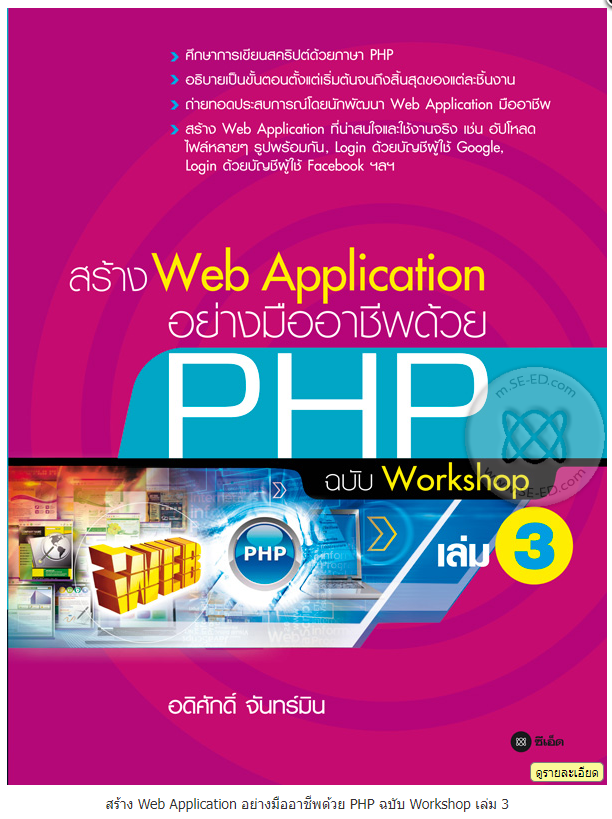 ศึกษาการเขียนสคริปต์ด้วยภาษา PHP
อธิบายเป็นขั้นตอนตั้งแต่เริ่มต้นจนถึงสิ้นสุดของแต่ละชิ้นงาน
ถ่ายทอดประสบการณ์โดยนักพัฒนา Web Application มืออาชีพ
สร้าง Web Application ที่น่าสนใจและใช้งานจริง เช่น อัปโหลด
ไฟล์หลายๆ รูปพร้อมกัน, Login ด้วยบัญชีผู้ใช้ Google,
Login ด้วยบัญชีผู้ใช้ Facebook ฯลฯ
สร้าง Web Application
อย่างมืออาชีพด้วย
PHP
m.SE-ED.com
ฉบับ Workshop
SE-ED.com
WEB
PHP
เล่ม 3
อดิศักดิ์ จันทร์มิน
ซีเอ็ด
ดูรายละเอียด
สร้าง Web Application อย่างมืออาชีพด้วย PHP ฉบับ Workshop เล่ม 3